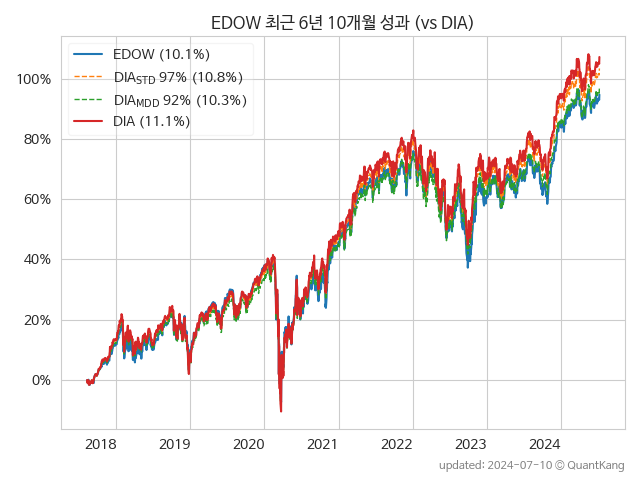 EDOW 최근 6년 10개월 성과 (vs DIA)
EDOW (10.1%)
DIA_STD 97% (10.8%)
DIA_MDD 92% (10.3%)
DIA (11.1%)
100%
80%
60%
40%
20%
0%
2018 2019 2020 2021 2022 2023 2024
updated: 2024-07-10 © QuantKang